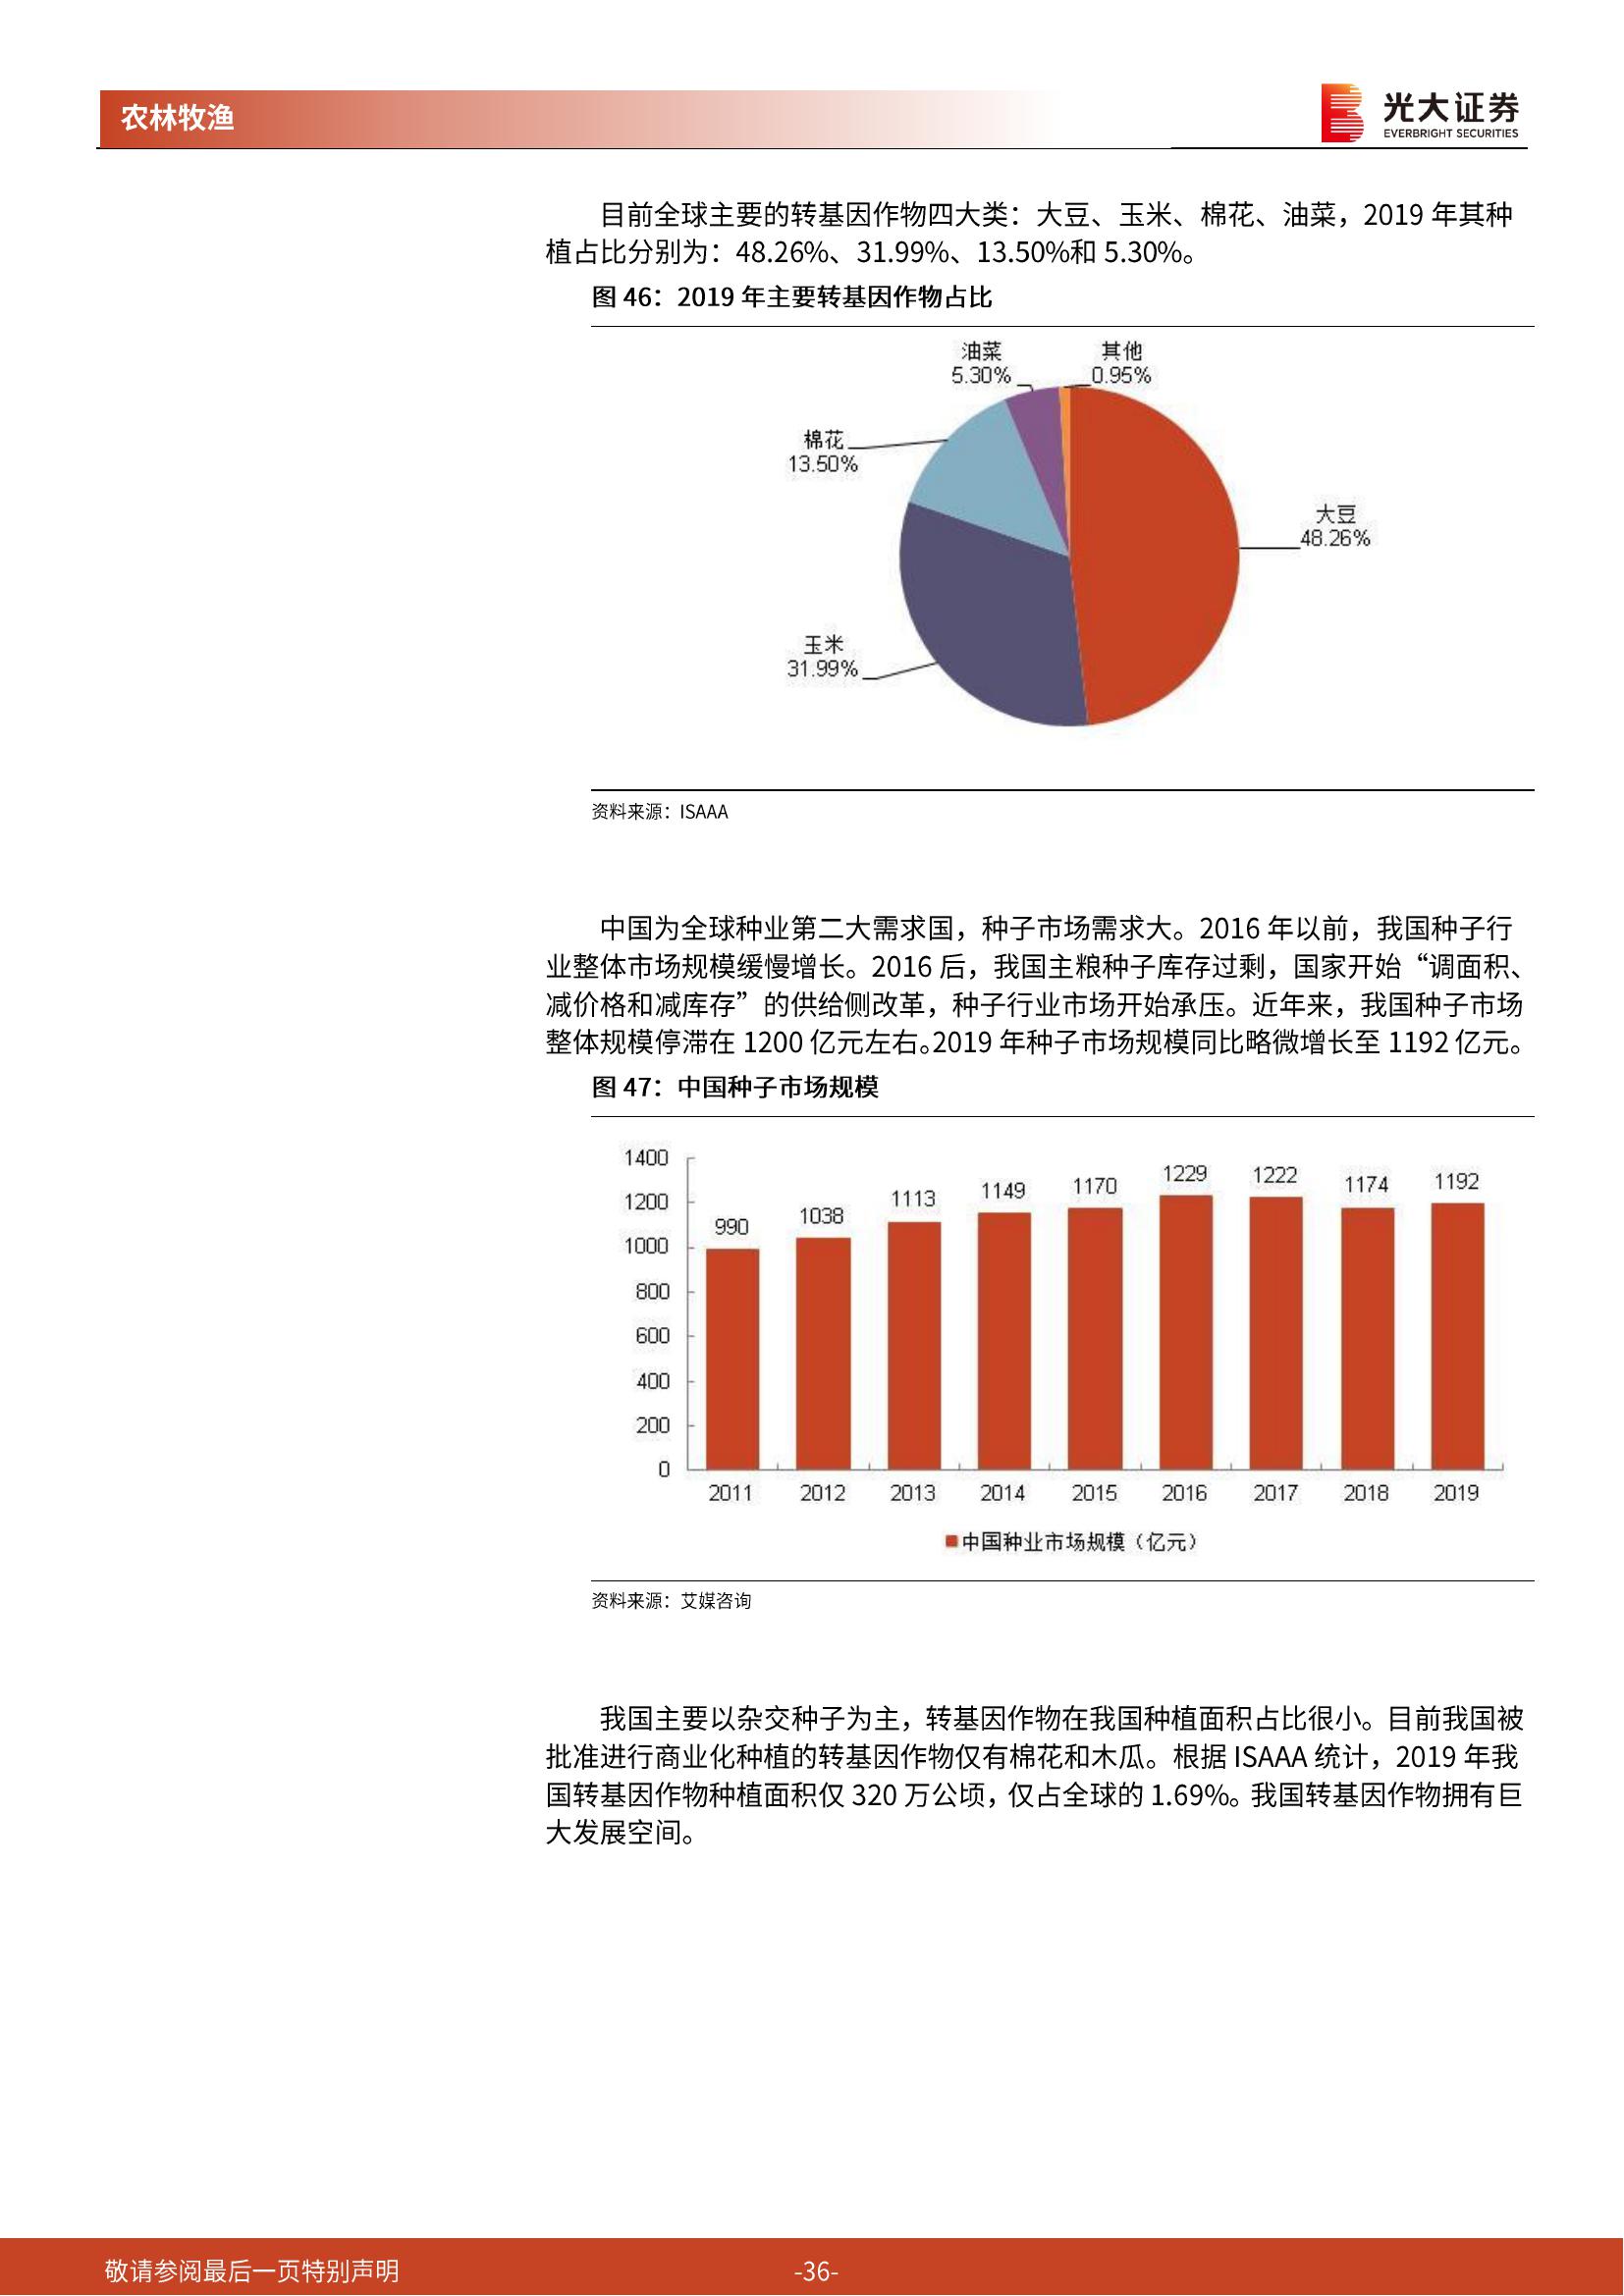 农林牧渔
光大证券
EVERBRIGHT SECURITIES
目前全球主要的转基因作物四大类：大豆、玉米、棉花、油菜，2019 年其种
植占比分别为：48.26%、31.99%、13.50%和 5.30%。
图 46：2019 年主要转基因作物占比
油菜
5.30%
其他
0.95%
棉花
13.50%
大豆
48.26%
玉米
31.99%
资料来源：ISAAA
中国为全球种业第二大需求国，种子市场需求大。2016 年以前，我国种子行
业整体市场规模缓慢增长。2016 后，我国主粮种子库存过剩，国家开始“调面积、
减价格和减库存”的供给侧改革，种子行业市场开始承压。近年来，我国种子市场
整体规模停滞在 1200 亿元左右。2019 年种子市场规模同比略微增长至 1192 亿元。
图 47：中国种子市场规模
1400
1200
1000
800
600
400
200
0
990
1038
1113
1149
1170
1229
1222
1174
1192
2011 2012 2013 2014 2015 2016 2017 2018 2019
中国种业市场规模（亿元）
资料来源：艾媒咨询
我国主要以杂交种子为主，转基因作物在我国种植面积占比很小。目前我国被
批准进行商业化种植的转基因作物仅有棉花和木瓜。根据 ISAAA 统计，2019 年我
国转基因作物种植面积仅 320 万公顷，仅占全球的 1.69%。我国转基因作物拥有巨
大发展空间。
敬请参阅最后一页特别声明
-36-